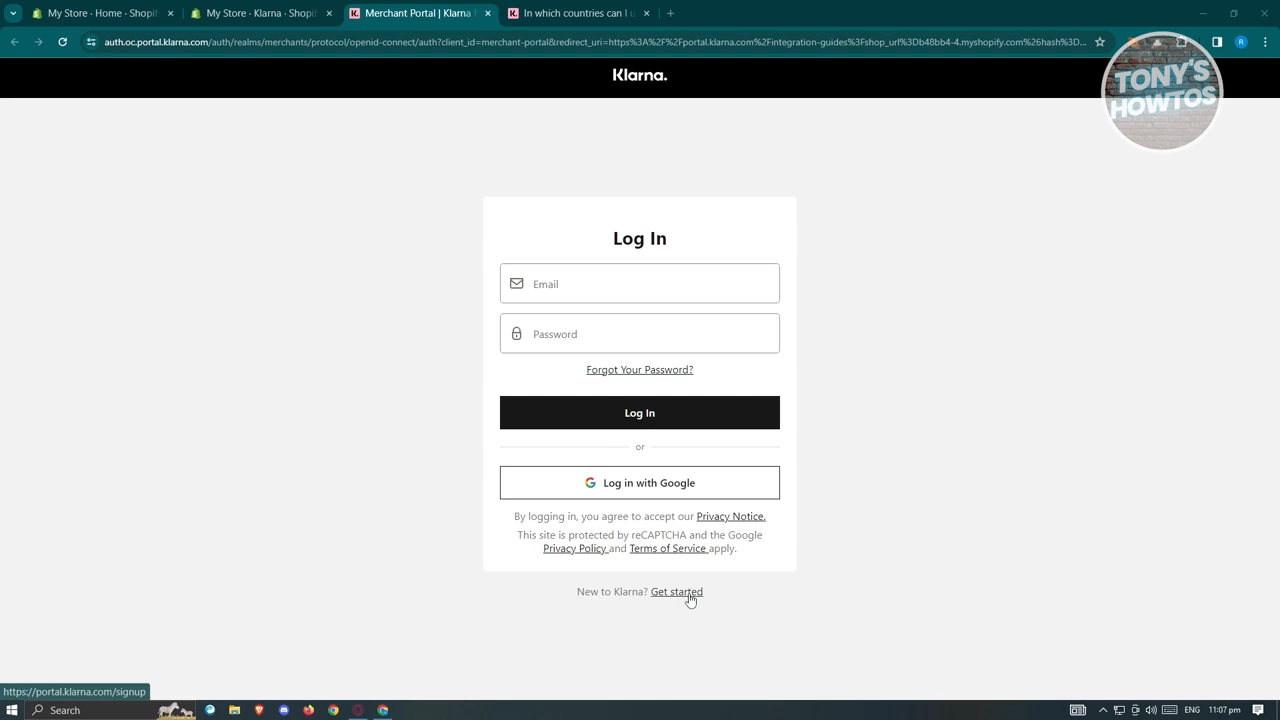 My Store · Home · Shopif
My Store - Klarna · Shopif
Merchant Portal | Klarna
In which countries can I u
auth.oc.portal.klarna.com/auth/realms/merchants/protocol/openid-connect/auth?client_id=merchant-portal&redirect_uri=https%3A%2F%2Fportal.klarna.com%2Fintegration-guides%3Fshop_url%3Db48bb4-4.myshopify.com%26hash%3D...
R
Klarna.
TONY'S
HOWTOS
Log In
Email
Password
Forgot Your Password?
Log In
or
Log in with Google
By logging in, you agree to accept our Privacy Notice.
This site is protected by reCAPTCHA and the Google
Privacy Policy and Terms of Service apply.
New to Klarna? Get started
https://portal.klarna.com/signup
Search
ENG
11:07 pm